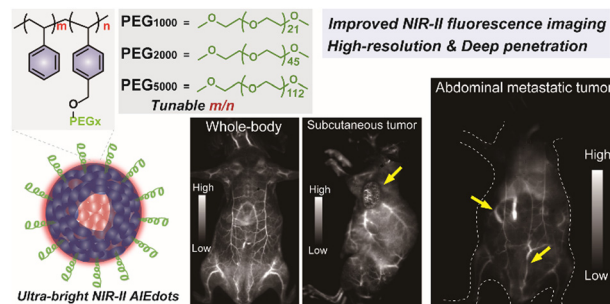 m
n
O
PEGx
PEG1000 =
O
O
O
21
PEG2000 =
O
O
O
45
PEG5000 =
O
O
O
112
Tunable m/n
Improved NIR-II fluorescence imaging
High-resolution & Deep penetration
Ultra-bright NIR-II AIEdots
Whole-body
High
Low
Subcutaneous tumor
High
Low
Abdominal metastatic tumor
High
Low